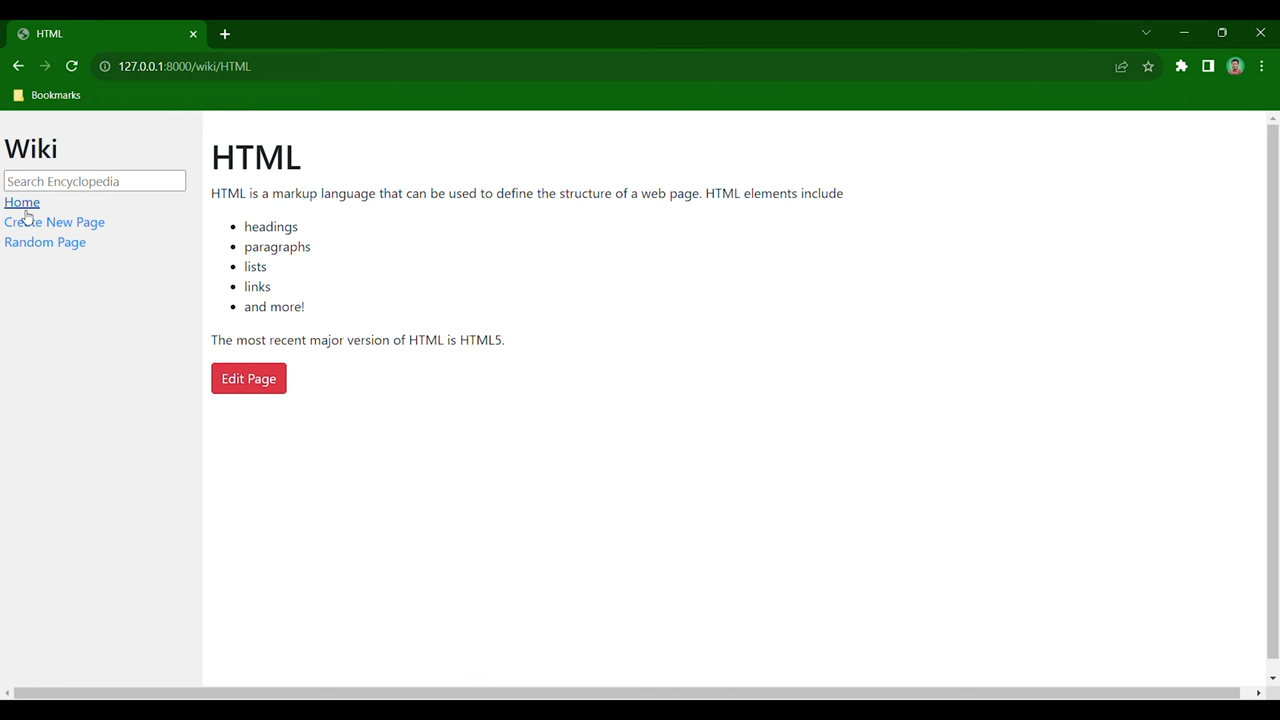 HTML
127.0.0.1:8000/wiki/HTML
Bookmarks
Wiki
Search Encyclopedia
Home
Create New Page
Random Page
HTML
HTML is a markup language that can be used to define the structure of a web page. HTML elements include
headings
paragraphs
lists
links
and more!
The most recent major version of HTML is HTML5.
Edit Page